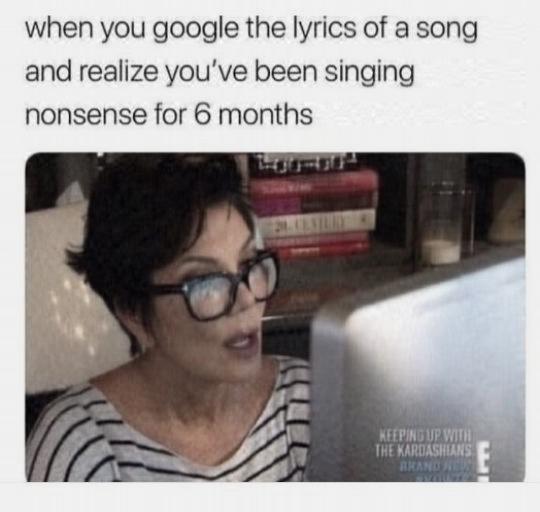 when you google the lyrics of a song
and realize you've been singing
nonsense for 6 months
KEEPING UP WITH
THE KARDASHIANS
BRAND NEW
E